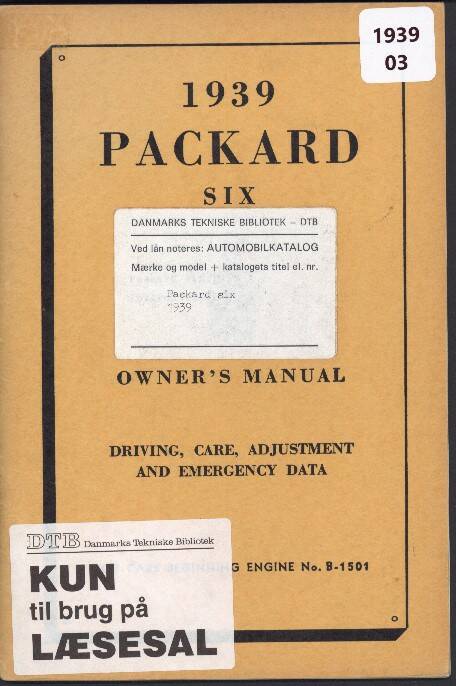 1939
03
1939
PACKARD
SIX
DANMARKS TEKNISKE BIBLIOTEK – DTB
Ved lån noteres: AUTOMOBILKATALOG
Mærke og model + katalogets titel el. nr.
Packard six
1939
OWNER'S MANUAL
DRIVING, CARE, ADJUSTMENT
AND EMERGENCY DATA
G ENGINE No. B-1501
DTB Danmarks Tekniske Bibliotek
KUN
til brug på
LÆSESAL